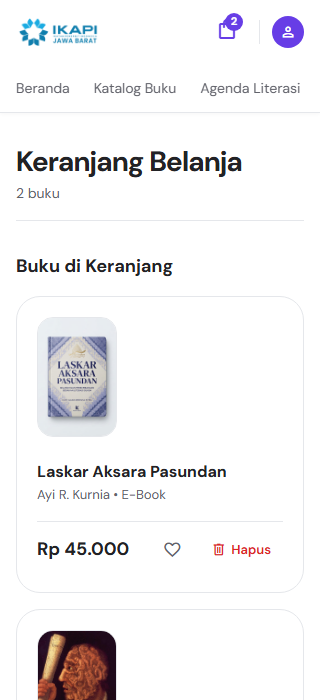 IKAPI
JAWA BARAT
2
Beranda Katalog Buku Agenda Literasi
Keranjang Belanja
2 buku
Buku di Keranjang
LASKAR
AKSARA
PASUNDAN
Laskar Aksara Pasundan
Ayi R. Kurnia • E-Book
Rp 45.000 Hapus